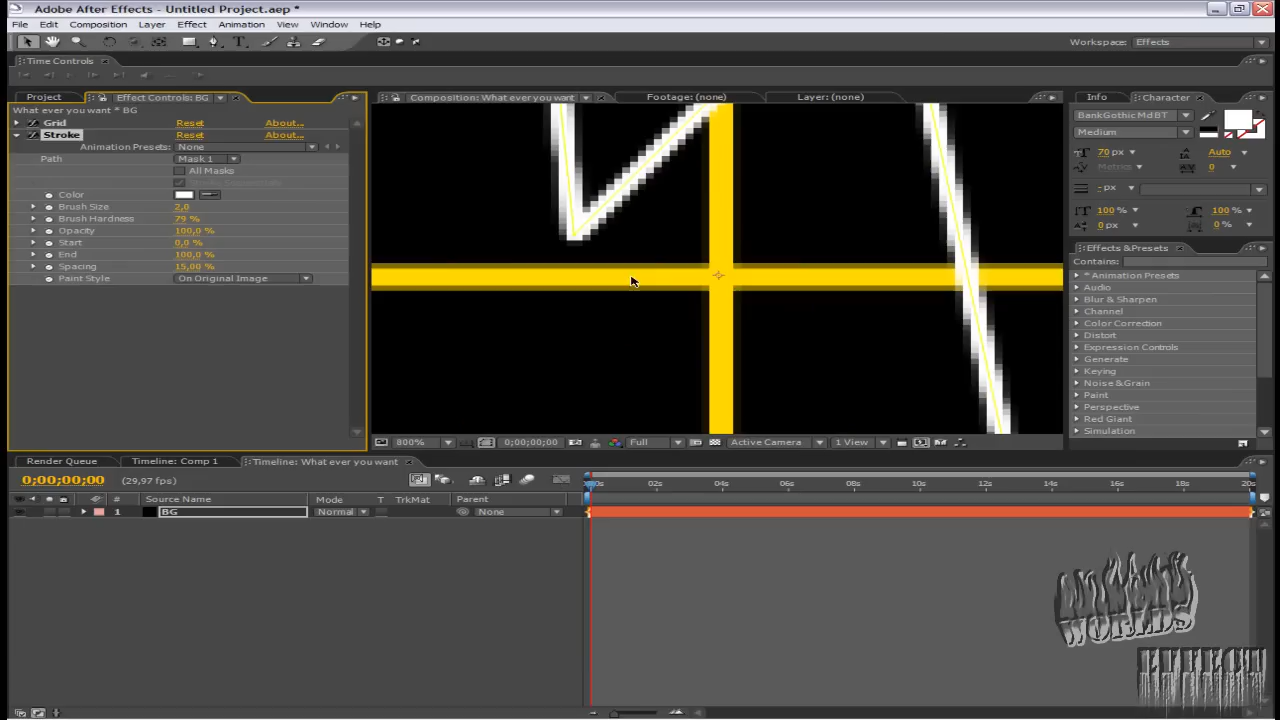 Adobe After Effects - Untitled Project.aep *
File Edit Composition Layer Effect Animation View Window Help
Workspace: Effects
Time Controls
Project Effect Controls: BG
Composition: What ever you want Footage: (none) Layer: (none)
Info Character
What ever you want * BG
Grid Reset About...
Stroke Reset About...
Animation Presets: None
Path Mask 1
All Masks
Color
Brush Size 2,0
Brush Hardness 79 %
Opacity 100,0 %
Start 0,0 %
End 100,0 %
Spacing 15,00 %
Paint Style On Original Image
BankGothic Md BT
Medium
70 px Auto
Metrics 0
- px
100 % 100 %
0 px 0 %
Effects & Presets
Contains:
* Animation Presets
Audio
Blur & Sharpen
Channel
Color Correction
Distort
Expression Controls
Generate
Keying
Noise & Grain
Paint
Perspective
Red Giant
Simulation
800% 0;00;00;00 Full Active Camera 1 View
Render Queue Timeline: Comp 1 Timeline: What ever you want
0;00;00;00 (29,97 fps)
# Source Name Mode T TrkMat Parent
02s 04s 06s 08s 10s 12s 14s 16s 18s 20s
1 BG Normal None
WORLDS
EFFECT